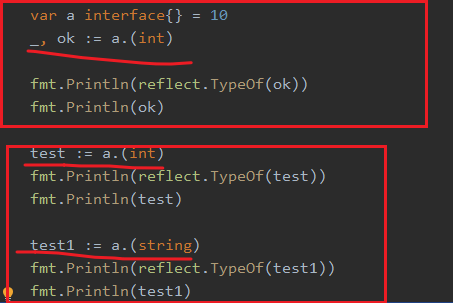 var a interface{} = 10
_, ok := a.(int)
fmt.Println(reflect.TypeOf(ok))
fmt.Println(ok)
test := a.(int)
fmt.Println(reflect.TypeOf(test))
fmt.Println(test)
test1 := a.(string)
fmt.Println(reflect.TypeOf(test1))
fmt.Println(test1)